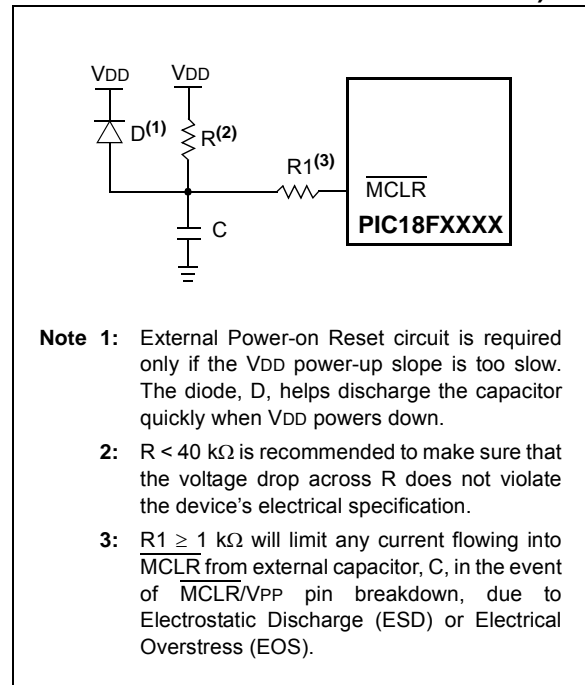 VDD VDD
D(1)
R(2)
R1(3)
MCLR
C
PIC18FXXXX
Note 1: External Power-on Reset circuit is required
only if the VDD power-up slope is too slow.
The diode, D, helps discharge the capacitor
quickly when VDD powers down.
2: R < 40 kΩ is recommended to make sure that
the voltage drop across R does not violate
the device's electrical specification.
3: R1 ≥ 1 kΩ will limit any current flowing into
MCLR from external capacitor, C, in the event
of MCLR/VPP pin breakdown, due to
Electrostatic Discharge (ESD) or Electrical
Overstress (EOS).